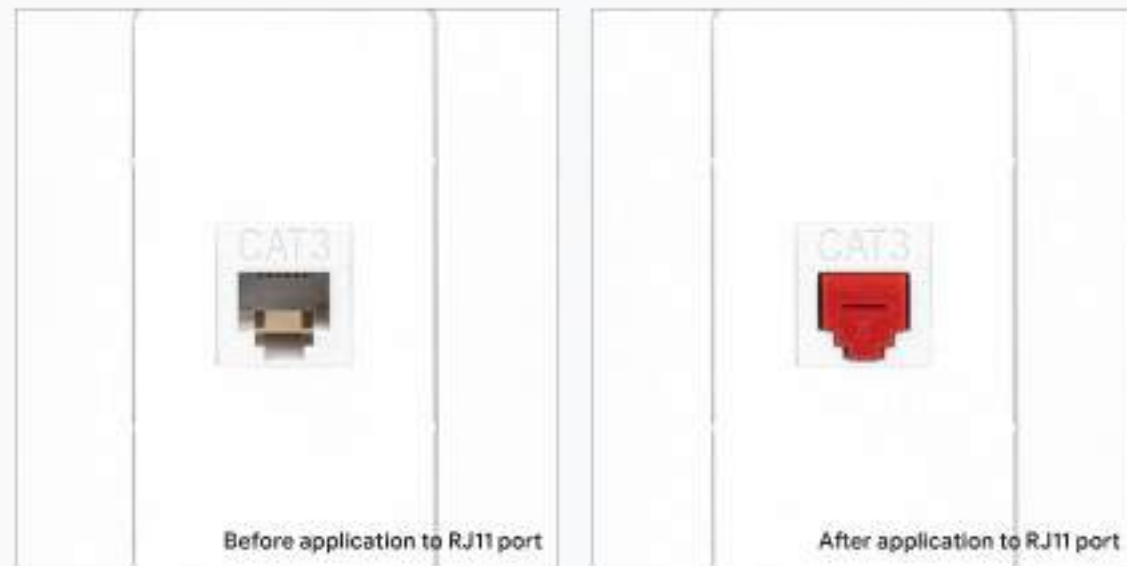 CAT3
CAT3
Before application to RJ11 port
After application to RJ11 port